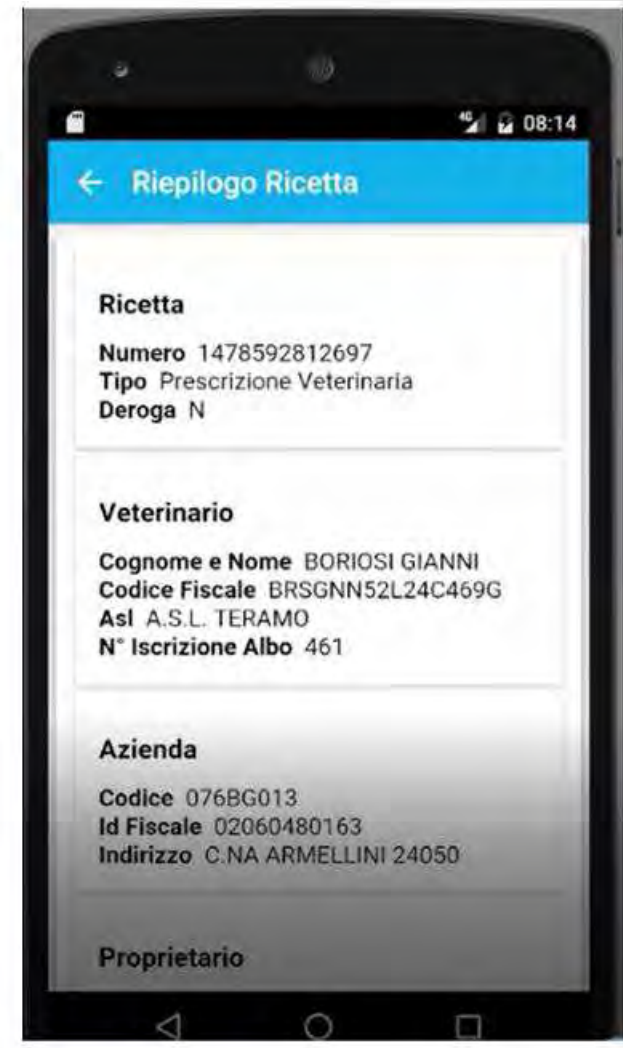 4G 08:14
Riepilogo Ricetta
Ricetta
Numero 1478592812697
Tipo Prescrizione Veterinaria
Deroga N
Veterinario
Cognome e Nome BORIOSI GIANNI
Codice Fiscale BRSGNN52L24C469G
Asl A.S.L. TERAMO
N° Iscrizione Albo 461
Azienda
Codice 076BG013
Id Fiscale 02060480163
Indirizzo C.NA ARMELLINI 24050
Proprietario